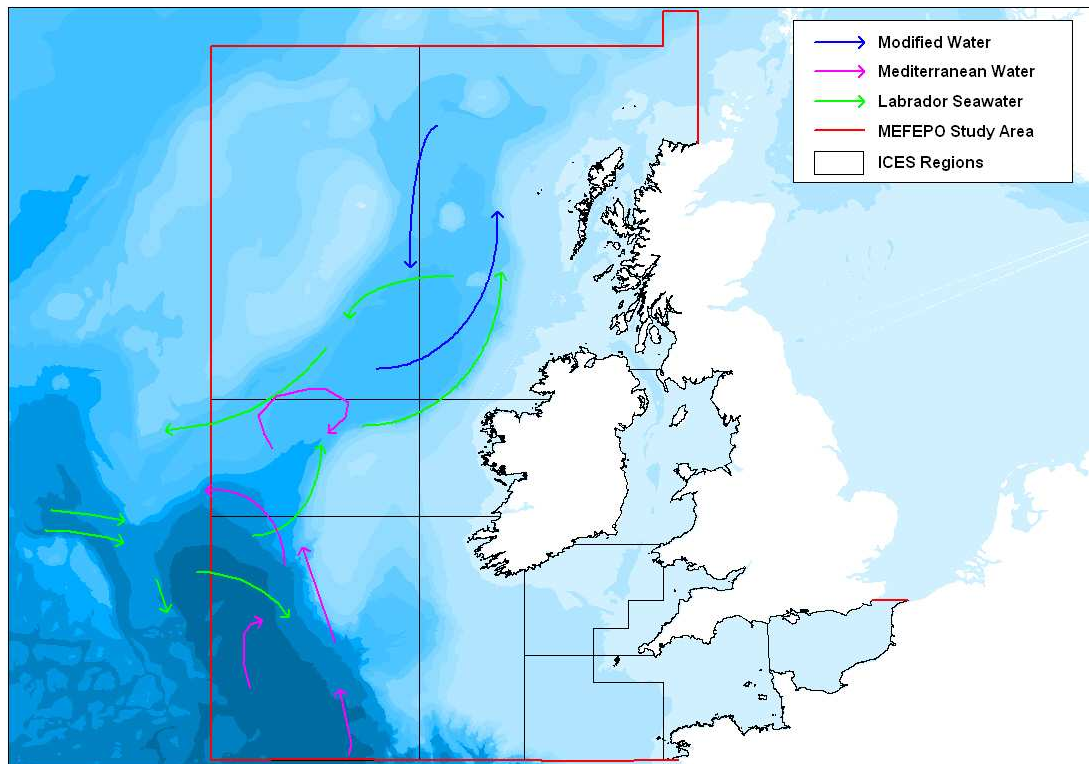 Modified Water
Mediterranean Water
Labrador Seawater
MEFEPO Study Area
ICES Regions